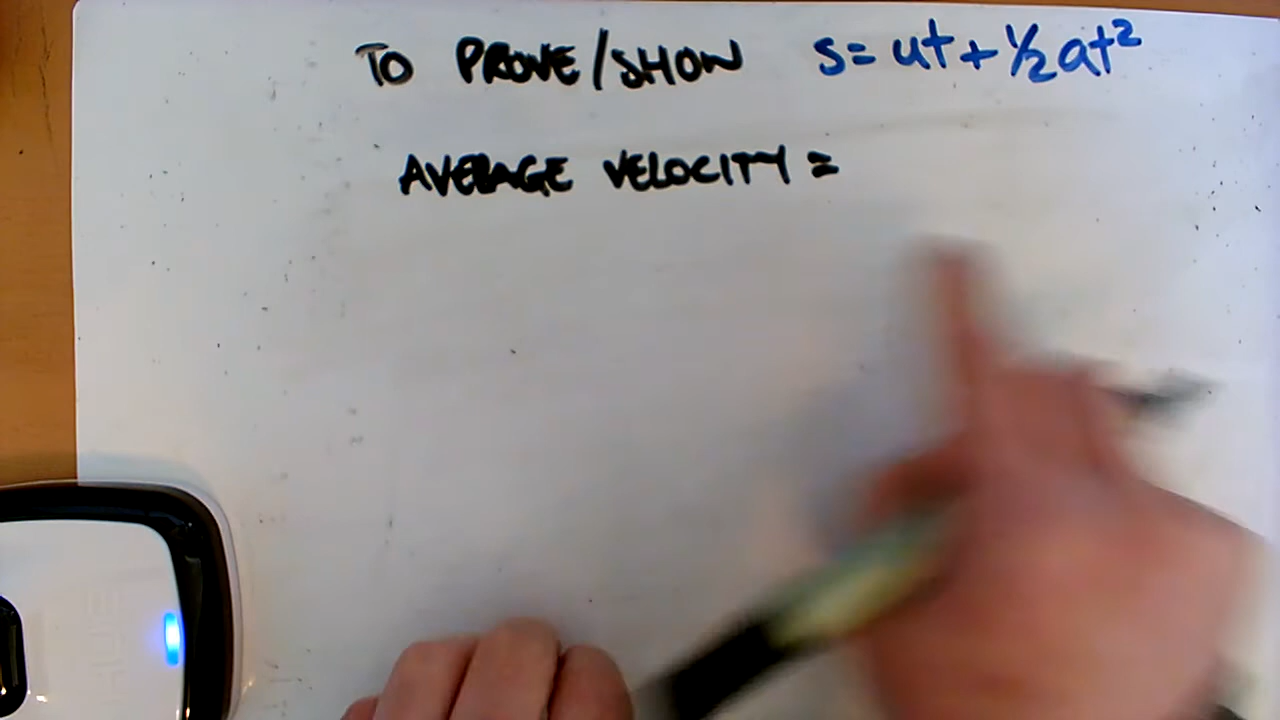 TO PROVE/SHOW s=ut+½at²
AVERAGE VELOCITY =